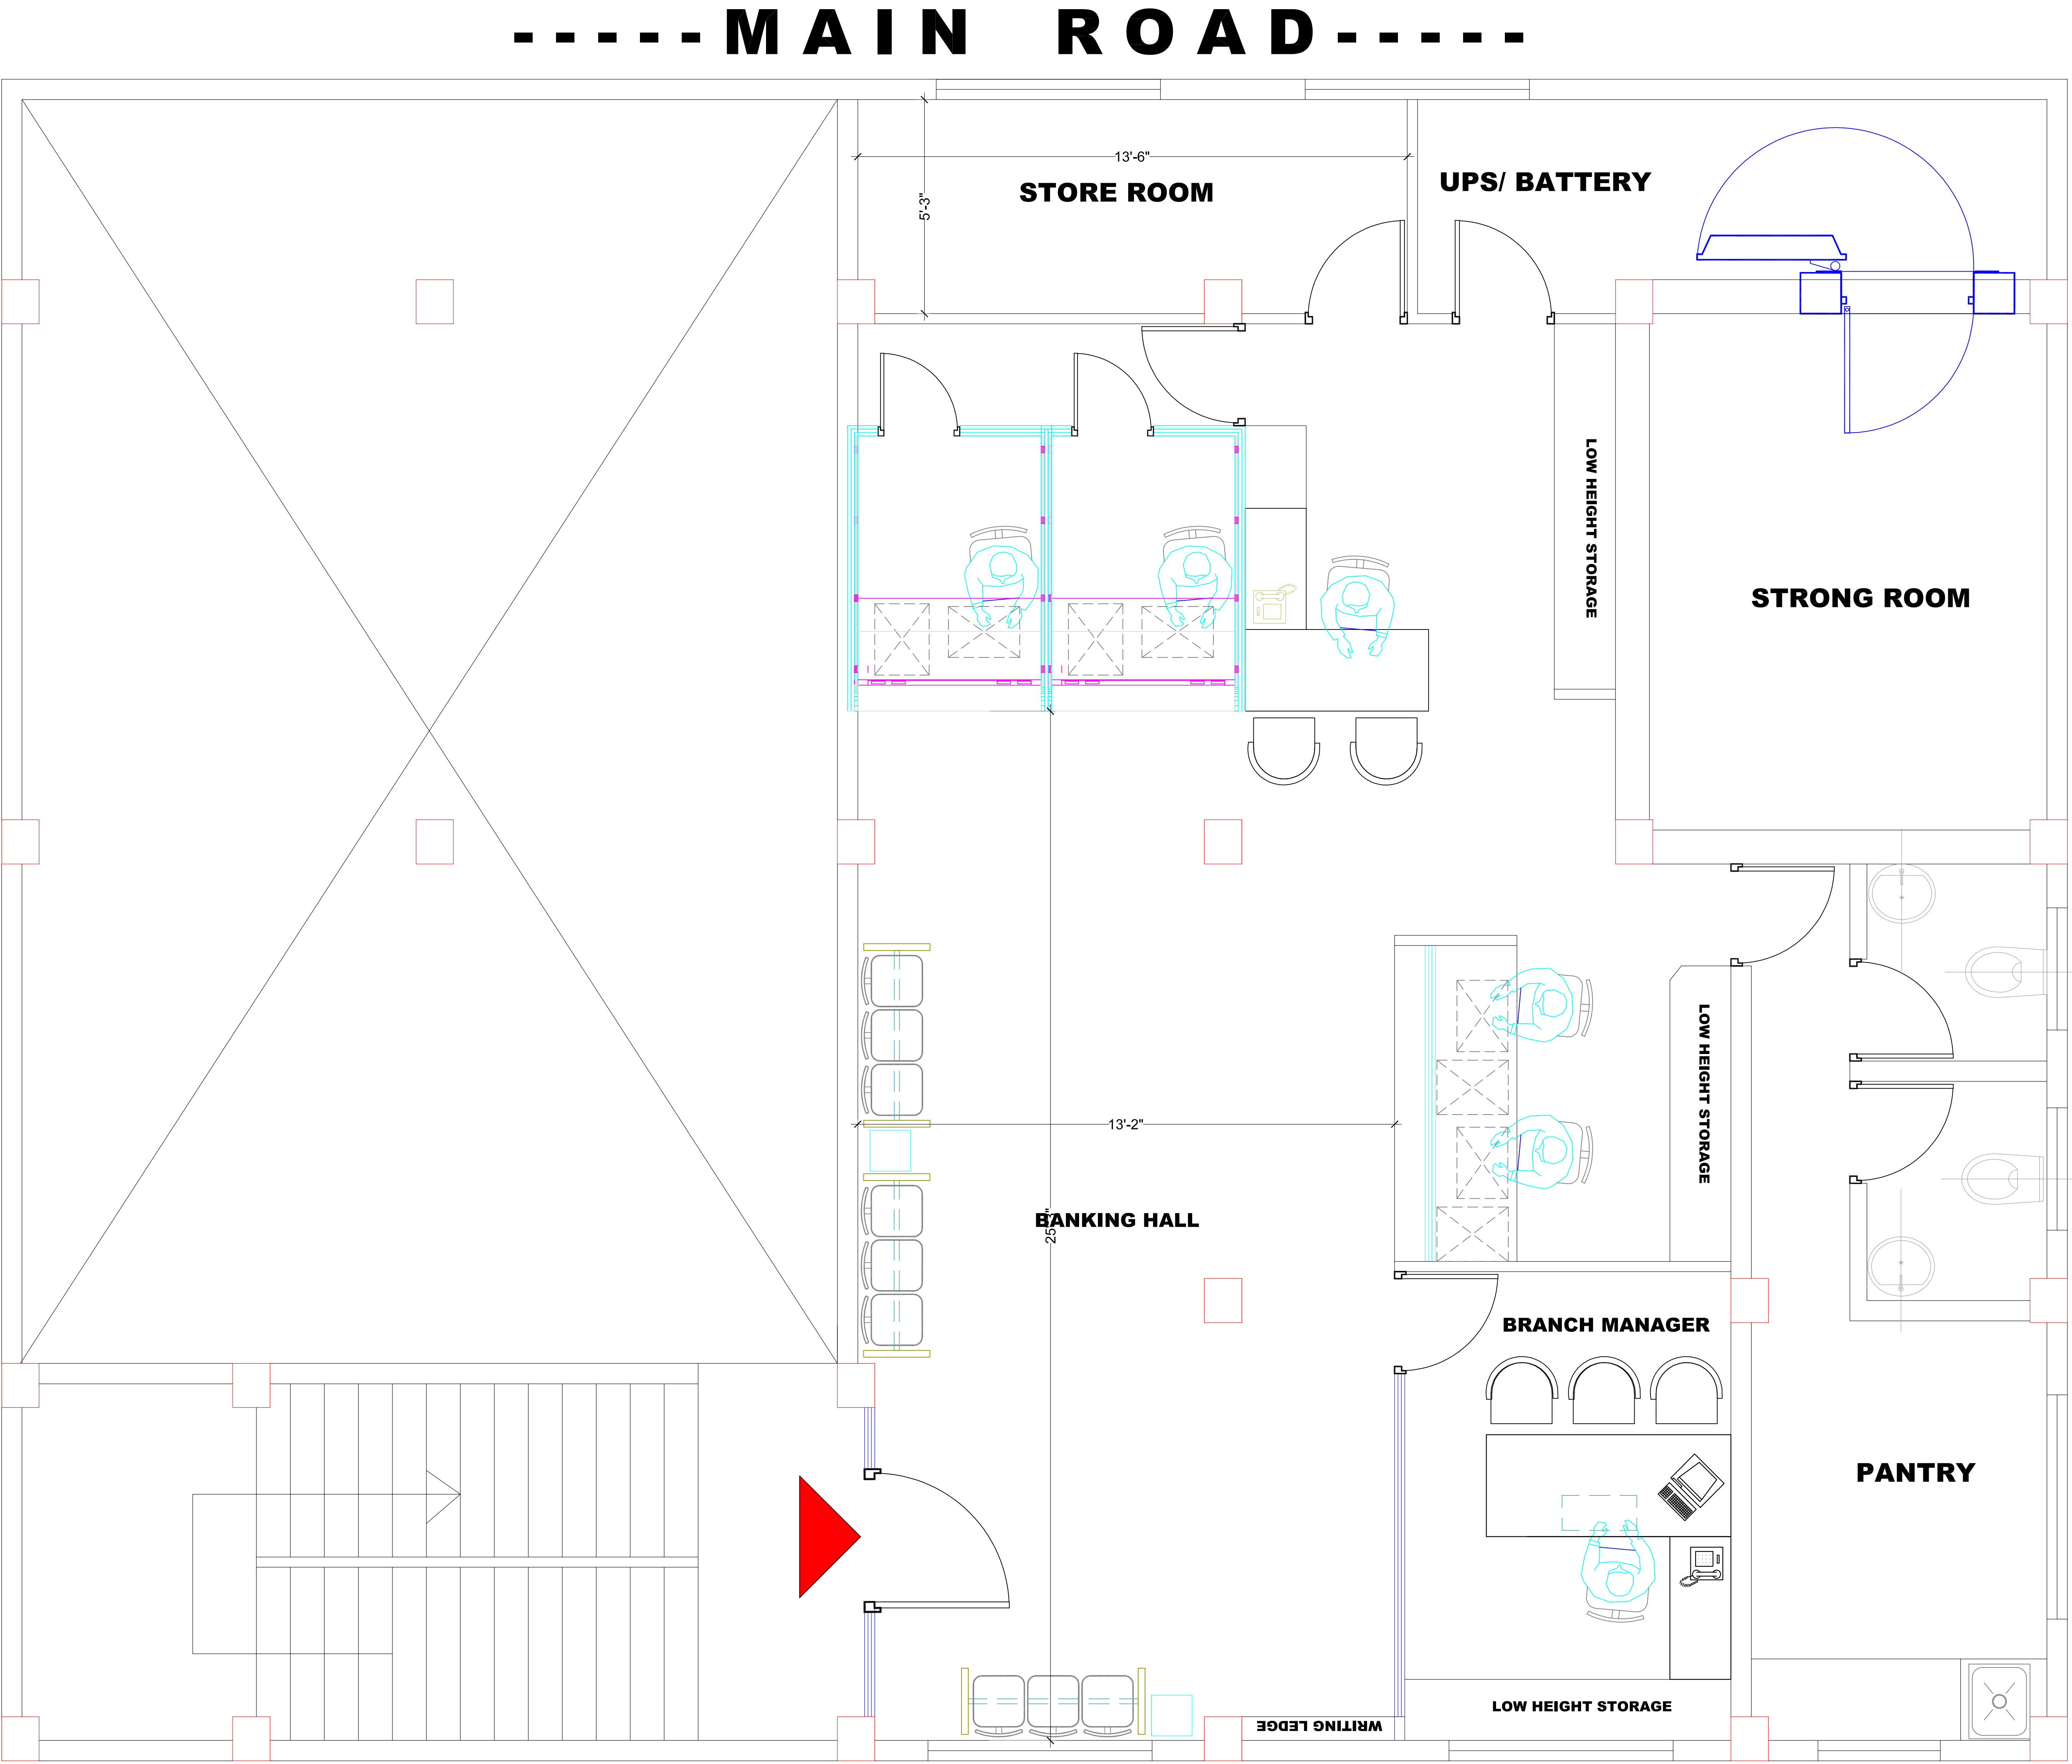 -----MAIN ROAD-----
13'-6"
STORE ROOM
5'-3"
UPS/ BATTERY
LOW HEIGHT STORAGE
STRONG ROOM
LOW HEIGHT STORAGE
13'-2"
BANKING HALL
BRANCH MANAGER
PANTRY
LOW HEIGHT STORAGE
WRITING LEDGE